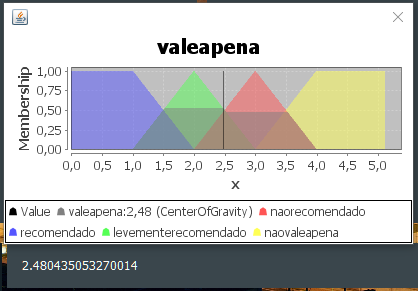 valeapena
Membership
1,00
0,75
0,50
0,25
0,00
0,0 0,5 1,0 1,5 2,0 2,5 3,0 3,5 4,0 4,5 5,0
x
Value valeapena:2,48 (CenterOfGravity) naorecomendado
recomendado levementerecomendado naovaleapena
2.480435053270014